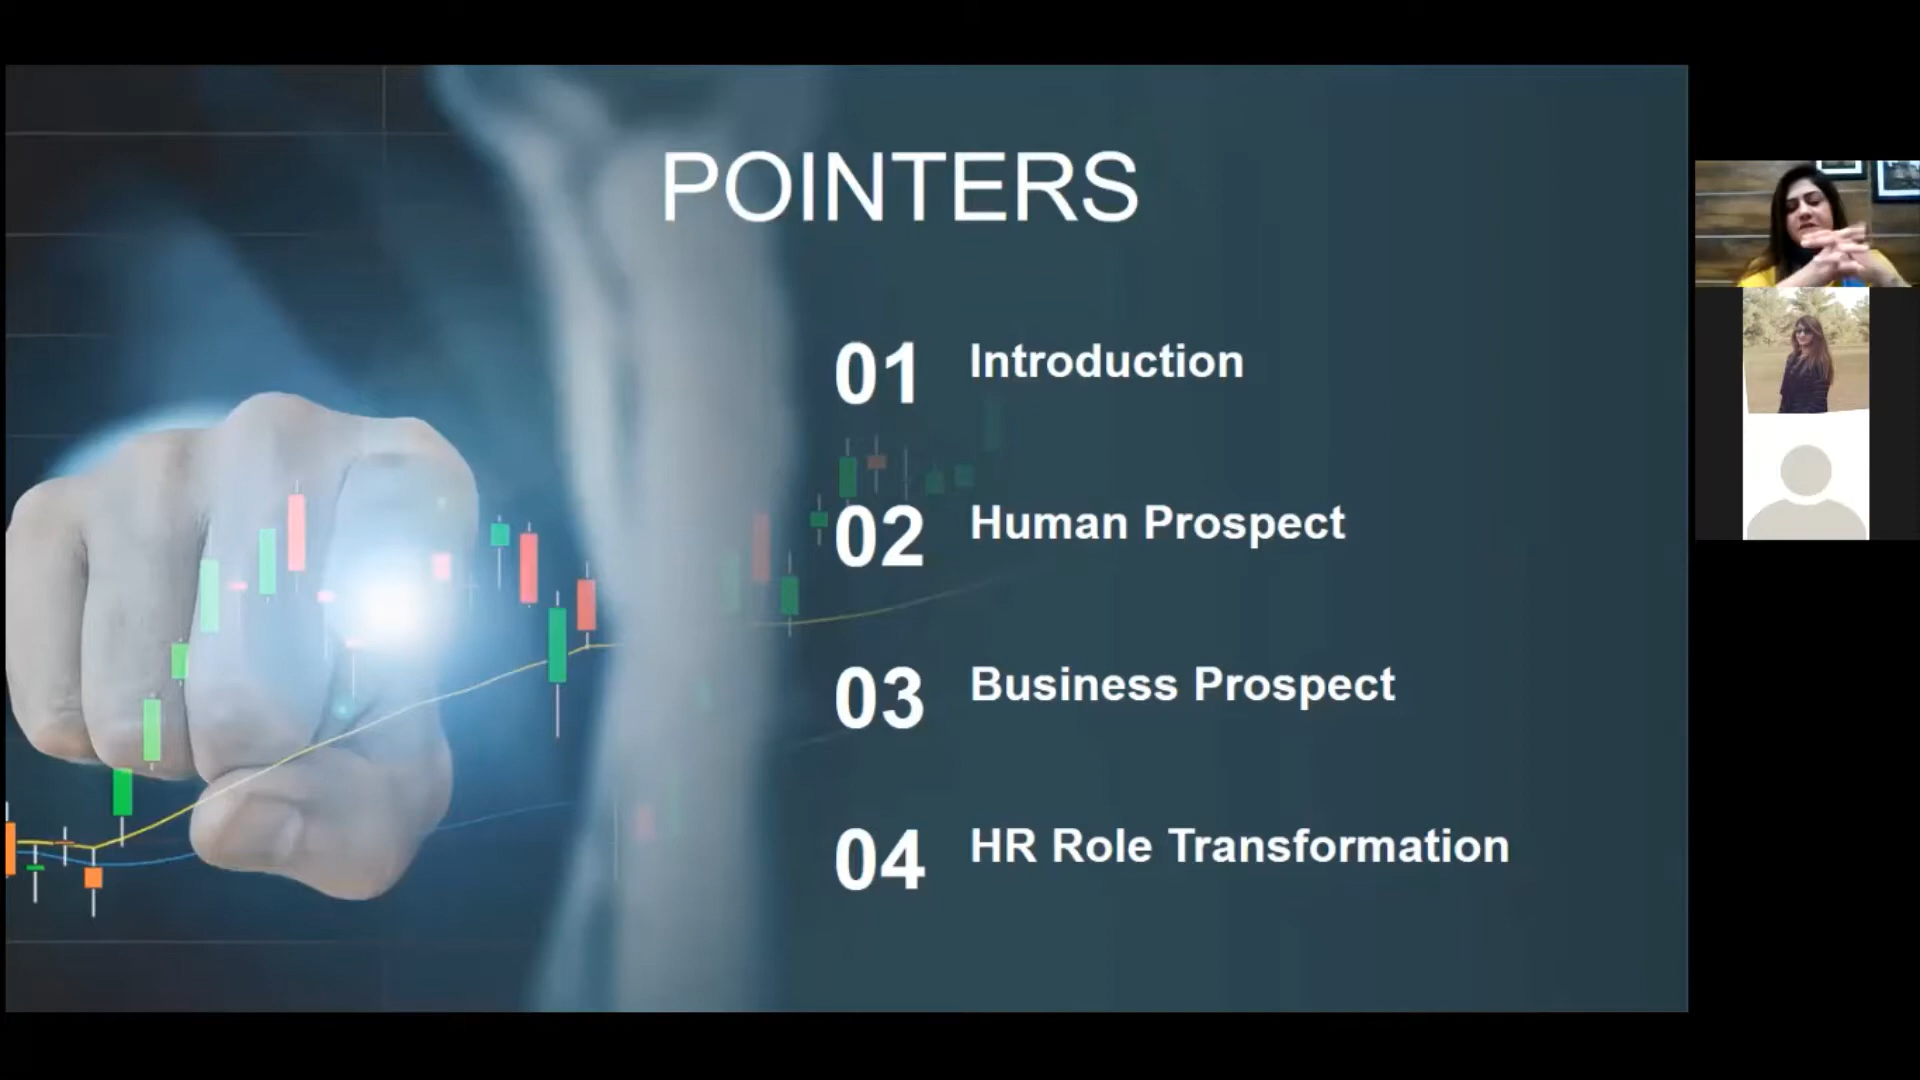 POINTERS
01 Introduction
02 Human Prospect
03 Business Prospect
04 HR Role Transformation